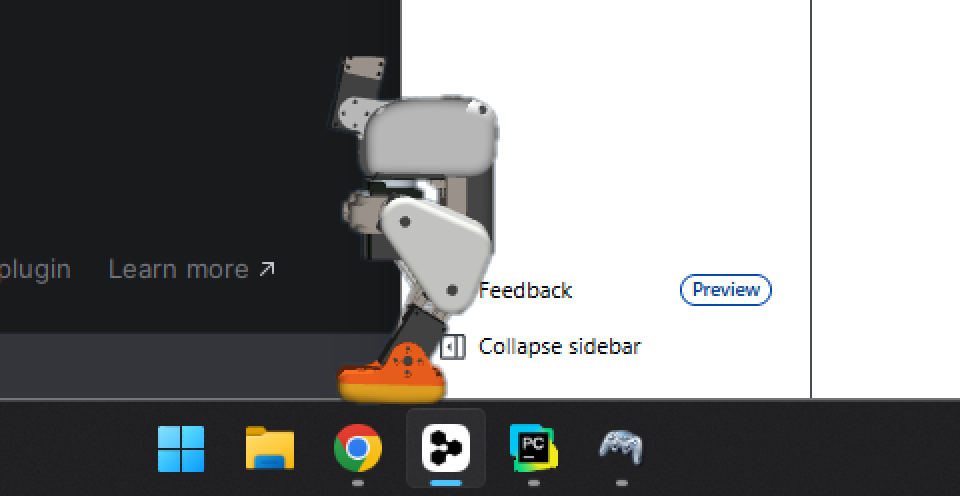 plugin
Learn more
Feedback
Preview
Collapse sidebar
PC